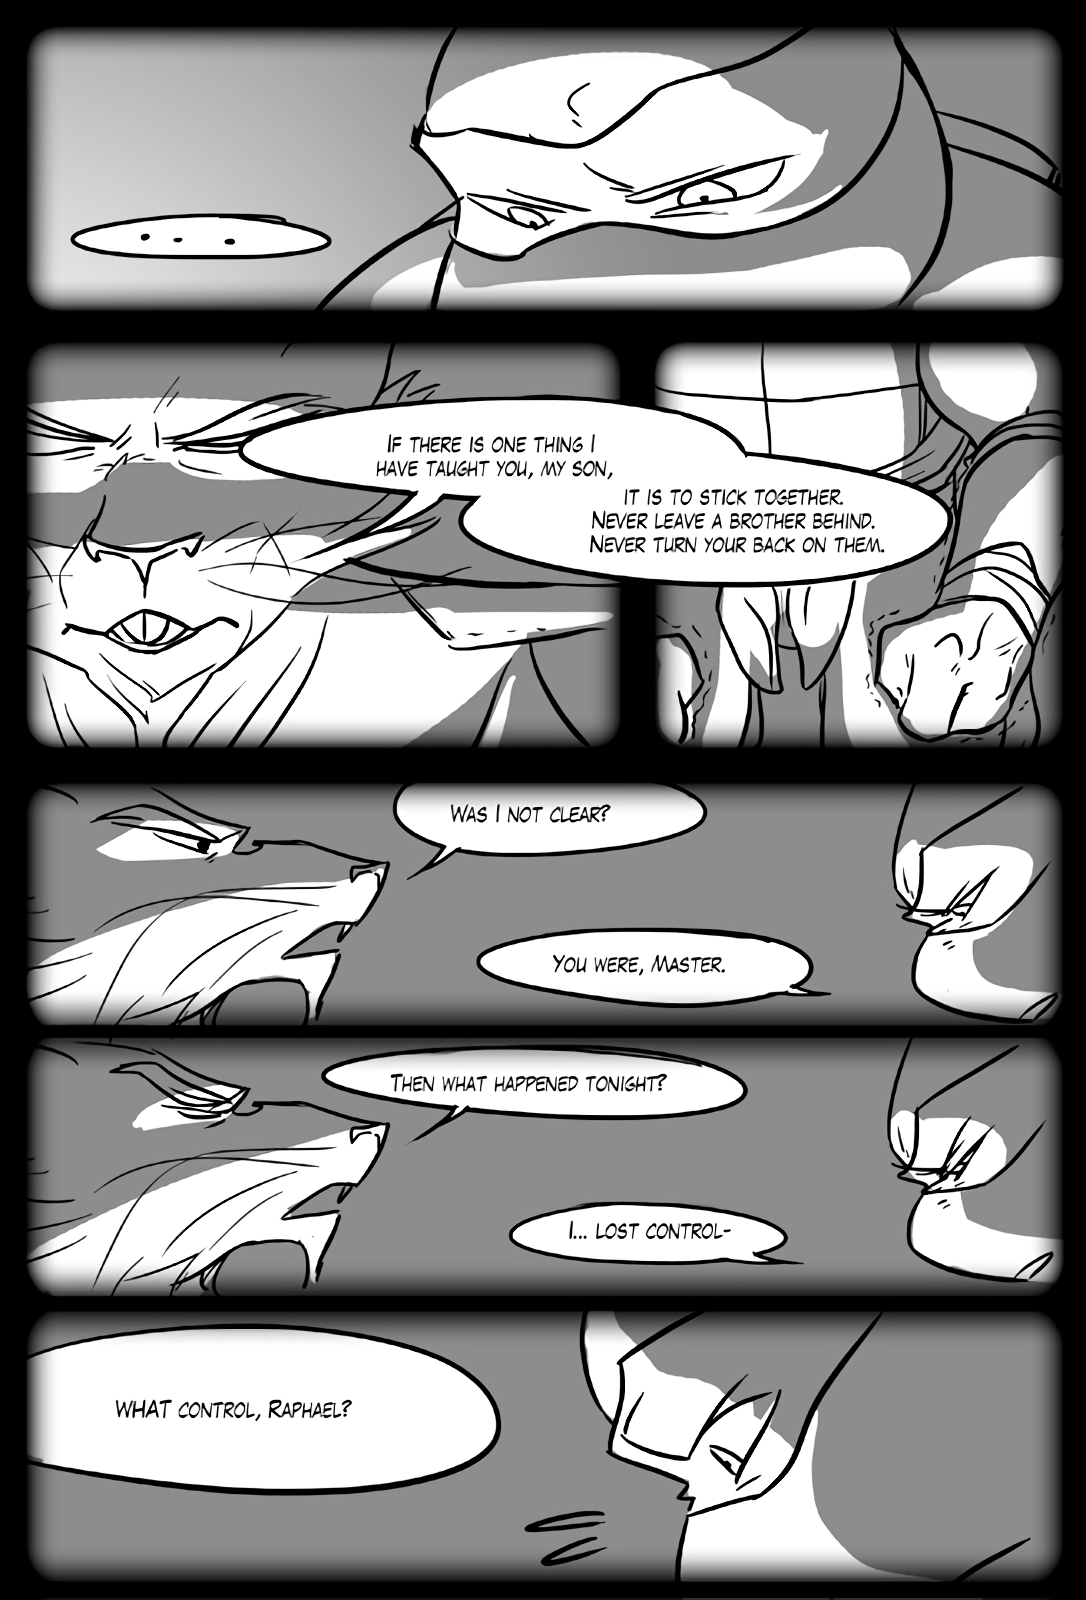 ...
If there is one thing I
have taught you, my son,
it is to stick together.
Never leave a brother behind.
Never turn your back on them.
Was I not clear?
You were, Master.
Then what happened tonight?
I... lost control-
WHAT control, Raphael?